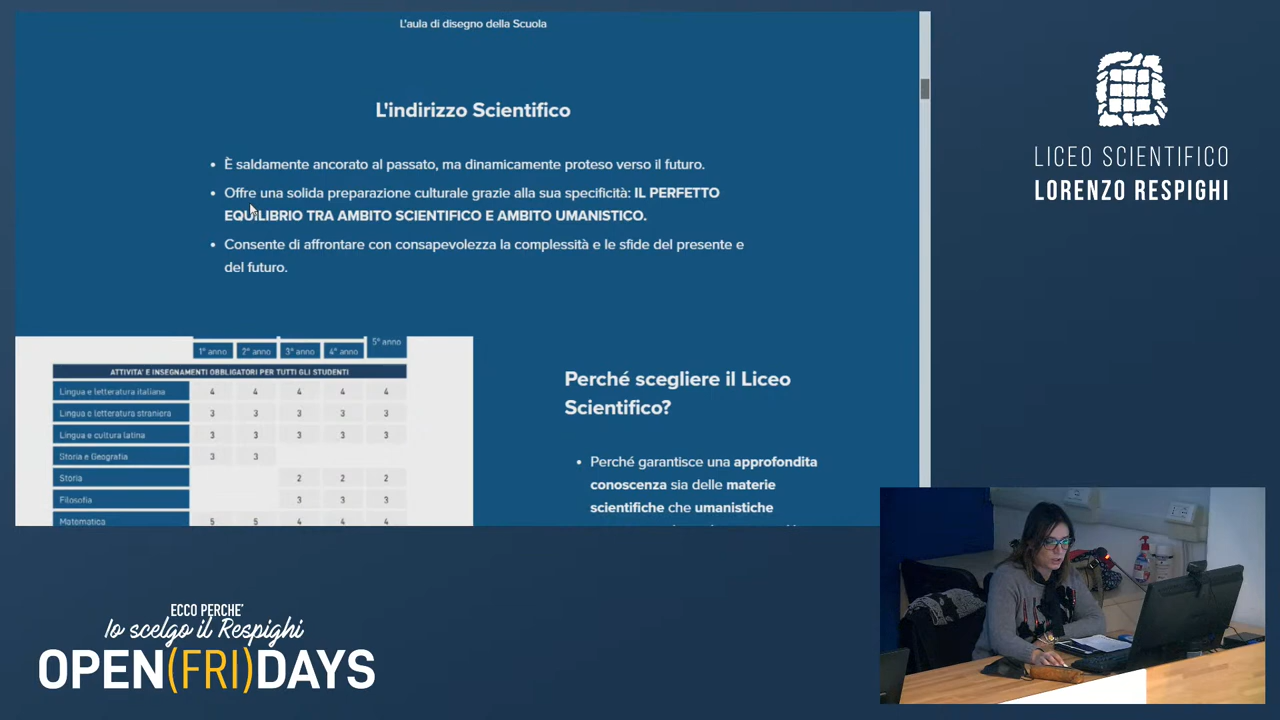 L'aula di disegno della Scuola
L'indirizzo Scientifico
• È saldamente ancorato al passato, ma dinamicamente proteso verso il futuro.
• Offre una solida preparazione culturale grazie alla sua specificità: IL PERFETTO
EQUILIBRIO TRA AMBITO SCIENTIFICO E AMBITO UMANISTICO.
• Consente di affrontare con consapevolezza la complessità e le sfide del presente e
del futuro.
1° anno 2° anno 3° anno 4° anno 5° anno
ATTIVITA' E INSEGNAMENTI OBBLIGATORI PER TUTTI GLI STUDENTI
Lingua e letteratura italiana 4 4 4 4 4
Lingua e letteratura straniera 3 3 3 3 3
Lingua e cultura latina 3 3 3 3 3
Storia e Geografia 3 3
Storia 2 2 2
Filosofia 3 3 3
Matematica 5 5 4 4 4
Perché scegliere il Liceo
Scientifico?
• Perché garantisce una approfondita
conoscenza sia delle materie
scientifiche che umanistiche
LICEO SCIENTIFICO
LORENZO RESPIGHI
ECCO PERCHE'
Io scelgo il Respighi
OPEN(FRI)DAYS